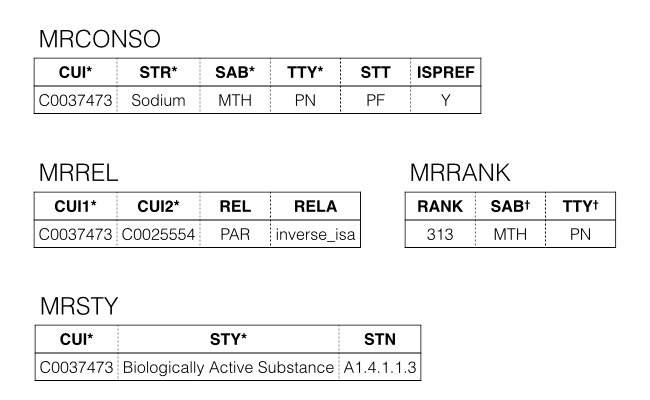 MRCONSO
CUI* STR* SAB* TTY* STT ISPREF
C0037473 Sodium MTH PN PF Y
MRREL
CUI1* CUI2* REL RELA
C0037473 C0025554 PAR inverse_isa
MRRANK
RANK SAB† TTY†
313 MTH PN
MRSTY
CUI* STY* STN
C0037473 Biologically Active Substance A1.4.1.1.3